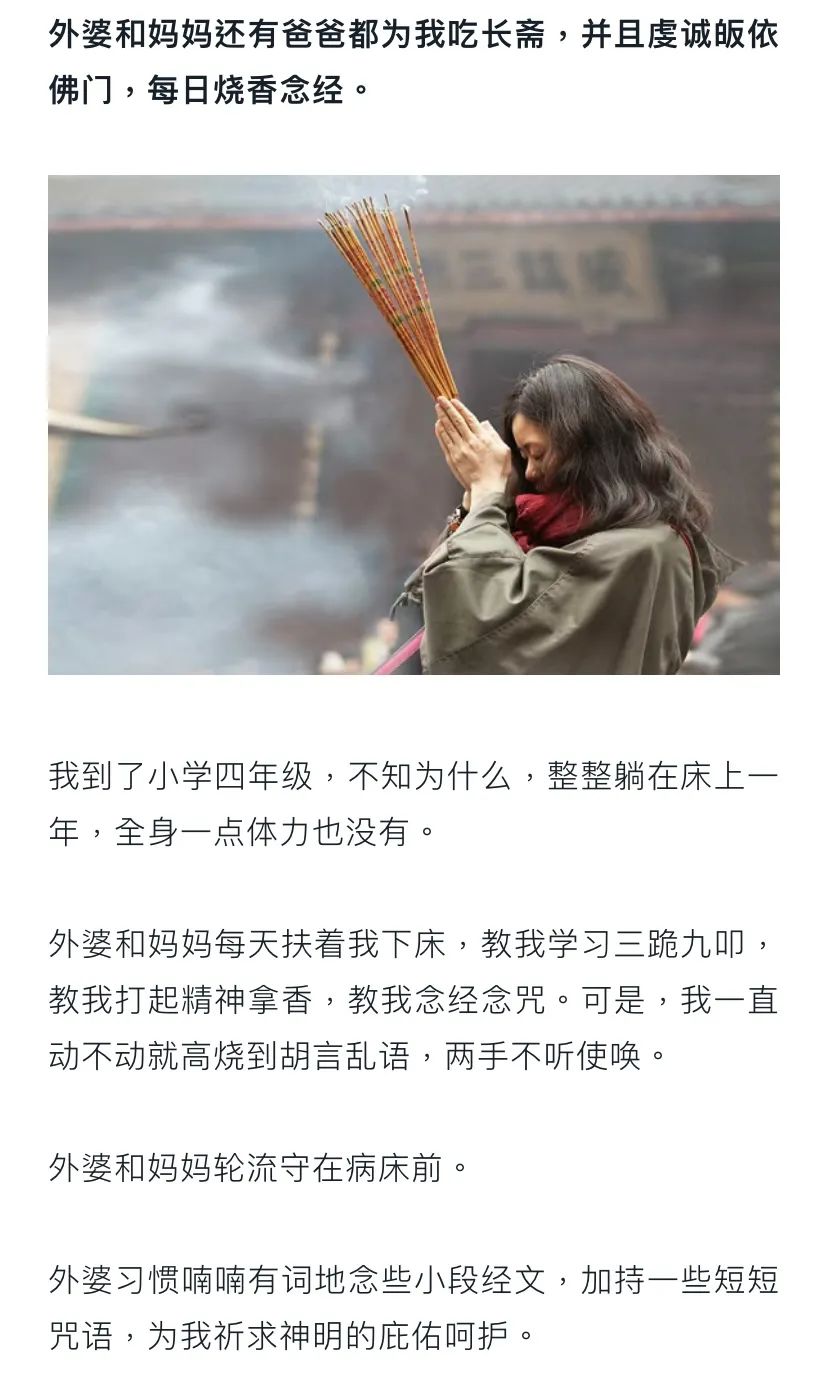 外婆和妈妈还有爸爸都为我吃长斋，并且虔诚皈依
佛门，每日烧香念经。
我到了小学四年级，不知为什么，整整躺在床上一
年，全身一点体力也没有。
外婆和妈妈每天扶着我下床，教我学习三跪九叩，
教我打起精神拿香，教我念经念咒。可是，我一直
动不动就高烧到胡言乱语，两手不听使唤。
外婆和妈妈轮流守在病床前。
外婆习惯喃喃有词地念些小段经文，加持一些短短
咒语，为我祈求神明的庇佑呵护。